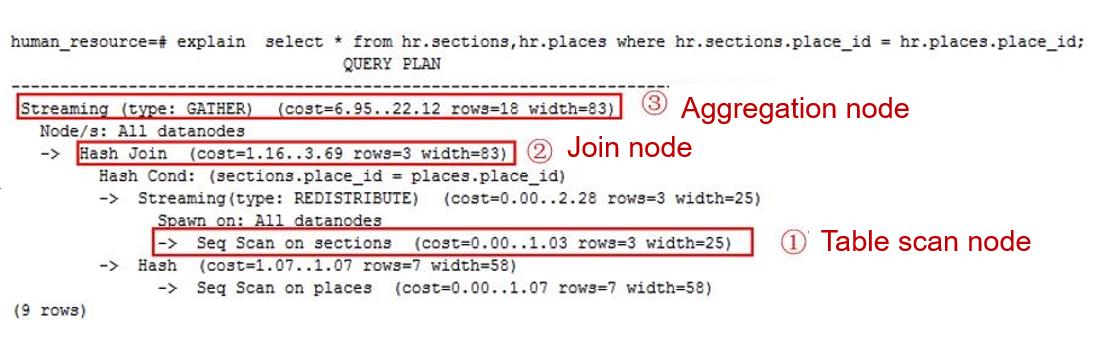 human_resource=# explain  select * from hr.sections,hr.places where hr.sections.place_id = hr.places.place_id;
QUERY PLAN
--------------------------------------------------------------------
Streaming (type: GATHER)  (cost=6.95..22.12 rows=18 width=83) ③ Aggregation node
Node/s: All datanodes
->  Hash Join  (cost=1.16..3.69 rows=3 width=83) ② Join node
Hash Cond: (sections.place_id = places.place_id)
->  Streaming(type: REDISTRIBUTE)  (cost=0.00..2.28 rows=3 width=25)
Spawn on: All datanodes
->  Seq Scan on sections  (cost=0.00..1.03 rows=3 width=25) ① Table scan node
->  Hash  (cost=1.07..1.07 rows=7 width=58)
->  Seq Scan on places  (cost=0.00..1.07 rows=7 width=58)
(9 rows)